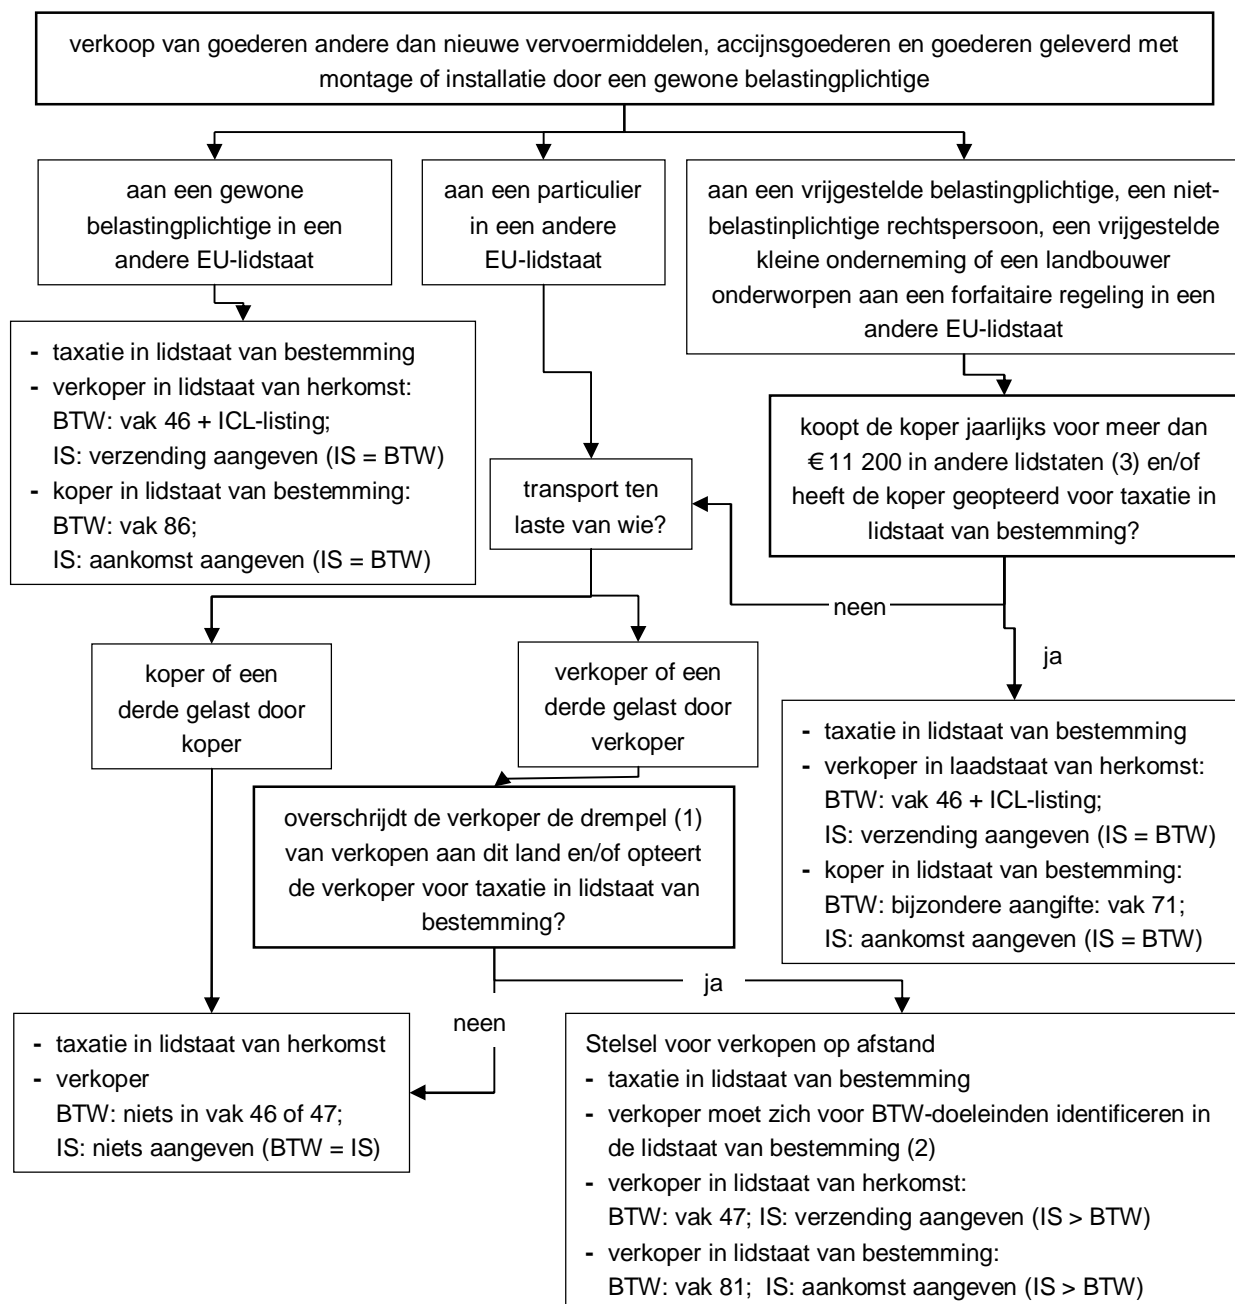 verkoop van goederen andere dan nieuwe vervoermiddelen, accijnsgoederen en goederen geleverd met
montage of installatie door een gewone belastingplichtige
aan een gewone
belastingplichtige in een
andere EU-lidstaat
aan een particulier
in een andere
EU-lidstaat
aan een vrijgestelde belastingplichtige, een niet-
belastinplichtige rechtspersoon, een vrijgestelde
kleine onderneming of een landbouwer
onderworpen aan een forfaitaire regeling in een
andere EU-lidstaat
- taxatie in lidstaat van bestemming
- verkoper in lidstaat van herkomst:
BTW: vak 46 + ICL-listing;
IS: verzending aangeven (IS = BTW)
- koper in lidstaat van bestemming:
BTW: vak 86;
IS: aankomst aangeven (IS = BTW)
transport ten
laste van wie?
koopt de koper jaarlijks voor meer dan
€ 11 200 in andere lidstaten (3) en/of
heeft de koper geopteerd voor taxatie in
lidstaat van bestemming?
neen
ja
koper of een
derde gelast door
koper
verkoper of een
derde gelast door
verkoper
- taxatie in lidstaat van bestemming
- verkoper in laadstaat van herkomst:
BTW: vak 46 + ICL-listing;
IS: verzending aangeven (IS = BTW)
- koper in lidstaat van bestemming:
BTW: bijzondere aangifte: vak 71;
IS: aankomst aangeven (IS = BTW)
overschrijdt de verkoper de drempel (1)
van verkopen aan dit land en/of opteert
de verkoper voor taxatie in lidstaat van
bestemming?
ja
neen
- taxatie in lidstaat van herkomst
- verkoper
BTW: niets in vak 46 of 47;
IS: niets aangeven (BTW = IS)
Stelsel voor verkopen op afstand
- taxatie in lidstaat van bestemming
- verkoper moet zich voor BTW-doeleinden identificeren in
de lidstaat van bestemming (2)
- verkoper in lidstaat van herkomst:
BTW: vak 47; IS: verzending aangeven (IS > BTW)
- verkoper in lidstaat van bestemming:
BTW: vak 81; IS: aankomst aangeven (IS > BTW)